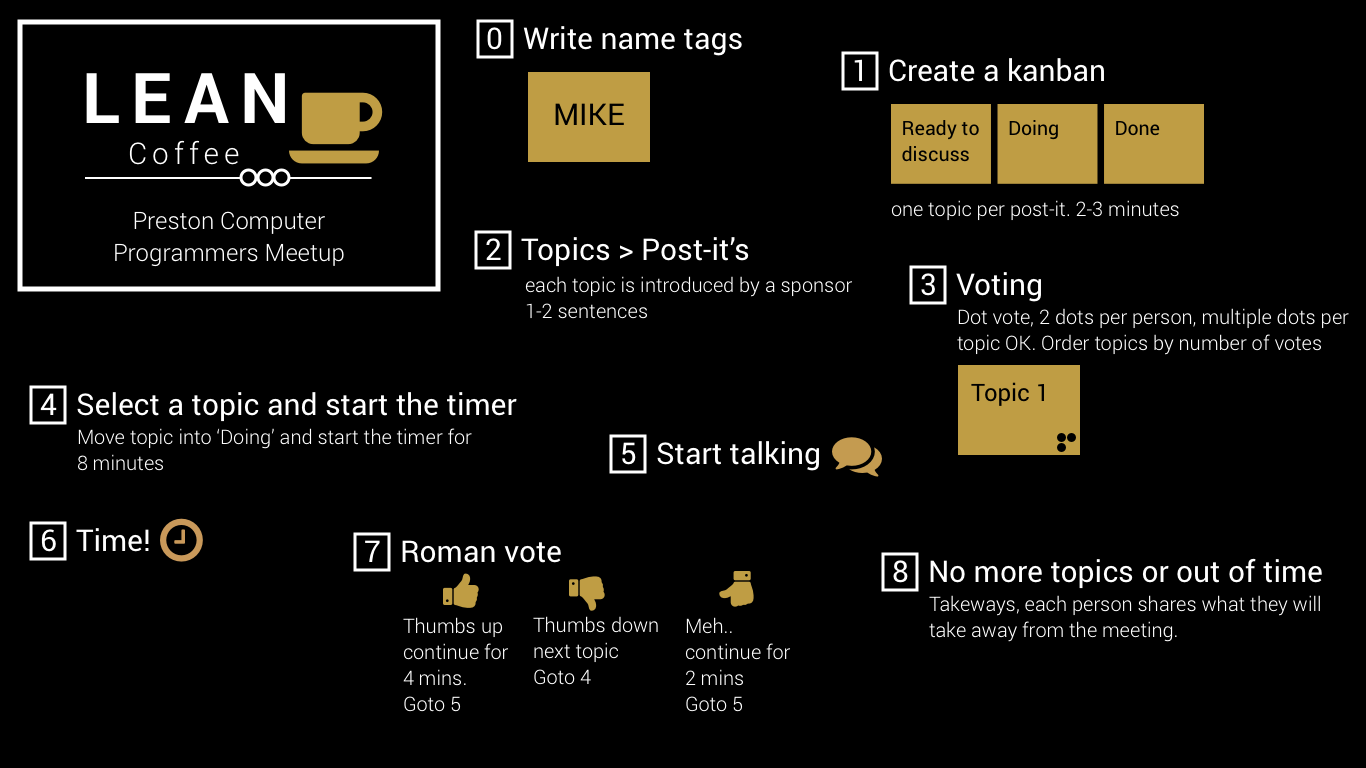 LEAN
Coffee
Preston Computer
Programmers Meetup
0 Write name tags
MIKE
1 Create a kanban
Ready to
discuss
Doing
Done
one topic per post-it. 2-3 minutes
2 Topics > Post-it’s
each topic is introduced by a sponsor
1-2 sentences
3 Voting
Dot vote, 2 dots per person, multiple dots per
topic OK. Order topics by number of votes
Topic 1
4 Select a topic and start the timer
Move topic into ‘Doing’ and start the timer for
8 minutes
5 Start talking
6 Time!
7 Roman vote
Thumbs up
continue for
4 mins.
Goto 5
Thumbs down
next topic
Goto 4
Meh..
continue for
2 mins
Goto 5
8 No more topics or out of time
Takeways, each person shares what they will
take away from the meeting.